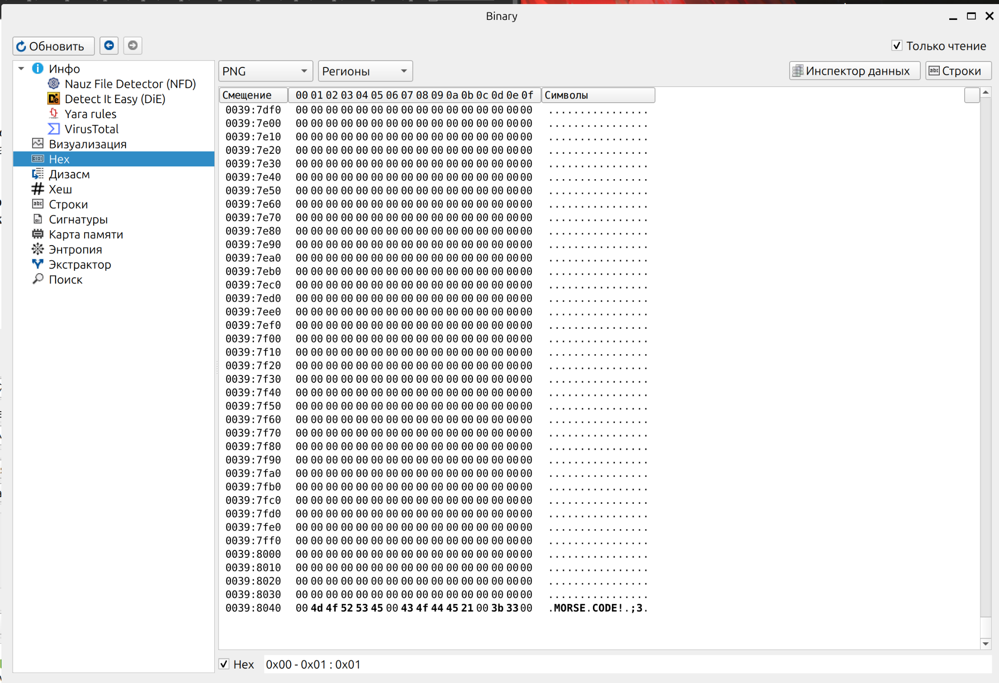 Binary
Обновить
Только чтение
Инфо
Nauz File Detector (NFD)
Detect It Easy (DiE)
Yara rules
VirusTotal
Визуализация
Hex
Дизасм
Хеш
Строки
Сигнатуры
Карта памяти
Энтропия
Экстрактор
Поиск
PNG Регионы Инспектор данных Строки
Смещение 00 01 02 03 04 05 06 07 08 09 0a 0b 0c 0d 0e 0f Символы
0039:7df0 00 00 00 00 00 00 00 00 00 00 00 00 00 00 00 00 ................
0039:7e00 00 00 00 00 00 00 00 00 00 00 00 00 00 00 00 00 ................
0039:7e10 00 00 00 00 00 00 00 00 00 00 00 00 00 00 00 00 ................
0039:7e20 00 00 00 00 00 00 00 00 00 00 00 00 00 00 00 00 ................
0039:7e30 00 00 00 00 00 00 00 00 00 00 00 00 00 00 00 00 ................
0039:7e40 00 00 00 00 00 00 00 00 00 00 00 00 00 00 00 00 ................
0039:7e50 00 00 00 00 00 00 00 00 00 00 00 00 00 00 00 00 ................
0039:7e60 00 00 00 00 00 00 00 00 00 00 00 00 00 00 00 00 ................
0039:7e70 00 00 00 00 00 00 00 00 00 00 00 00 00 00 00 00 ................
0039:7e80 00 00 00 00 00 00 00 00 00 00 00 00 00 00 00 00 ................
0039:7e90 00 00 00 00 00 00 00 00 00 00 00 00 00 00 00 00 ................
0039:7ea0 00 00 00 00 00 00 00 00 00 00 00 00 00 00 00 00 ................
0039:7eb0 00 00 00 00 00 00 00 00 00 00 00 00 00 00 00 00 ................
0039:7ec0 00 00 00 00 00 00 00 00 00 00 00 00 00 00 00 00 ................
0039:7ed0 00 00 00 00 00 00 00 00 00 00 00 00 00 00 00 00 ................
0039:7ee0 00 00 00 00 00 00 00 00 00 00 00 00 00 00 00 00 ................
0039:7ef0 00 00 00 00 00 00 00 00 00 00 00 00 00 00 00 00 ................
0039:7f00 00 00 00 00 00 00 00 00 00 00 00 00 00 00 00 00 ................
0039:7f10 00 00 00 00 00 00 00 00 00 00 00 00 00 00 00 00 ................
0039:7f20 00 00 00 00 00 00 00 00 00 00 00 00 00 00 00 00 ................
0039:7f30 00 00 00 00 00 00 00 00 00 00 00 00 00 00 00 00 ................
0039:7f40 00 00 00 00 00 00 00 00 00 00 00 00 00 00 00 00 ................
0039:7f50 00 00 00 00 00 00 00 00 00 00 00 00 00 00 00 00 ................
0039:7f60 00 00 00 00 00 00 00 00 00 00 00 00 00 00 00 00 ................
0039:7f70 00 00 00 00 00 00 00 00 00 00 00 00 00 00 00 00 ................
0039:7f80 00 00 00 00 00 00 00 00 00 00 00 00 00 00 00 00 ................
0039:7f90 00 00 00 00 00 00 00 00 00 00 00 00 00 00 00 00 ................
0039:7fa0 00 00 00 00 00 00 00 00 00 00 00 00 00 00 00 00 ................
0039:7fb0 00 00 00 00 00 00 00 00 00 00 00 00 00 00 00 00 ................
0039:7fc0 00 00 00 00 00 00 00 00 00 00 00 00 00 00 00 00 ................
0039:7fd0 00 00 00 00 00 00 00 00 00 00 00 00 00 00 00 00 ................
0039:7fe0 00 00 00 00 00 00 00 00 00 00 00 00 00 00 00 00 ................
0039:7ff0 00 00 00 00 00 00 00 00 00 00 00 00 00 00 00 00 ................
0039:8000 00 00 00 00 00 00 00 00 00 00 00 00 00 00 00 00 ................
0039:8010 00 00 00 00 00 00 00 00 00 00 00 00 00 00 00 00 ................
0039:8020 00 00 00 00 00 00 00 00 00 00 00 00 00 00 00 00 ................
0039:8030 00 00 00 00 00 00 00 00 00 00 00 00 00 00 00 00 ................
0039:8040 00 4d 4f 52 53 45 00 43 4f 44 45 21 00 3b 33 00 .MORSE.CODE!.;3.
Hex 0x00 - 0x01 : 0x01